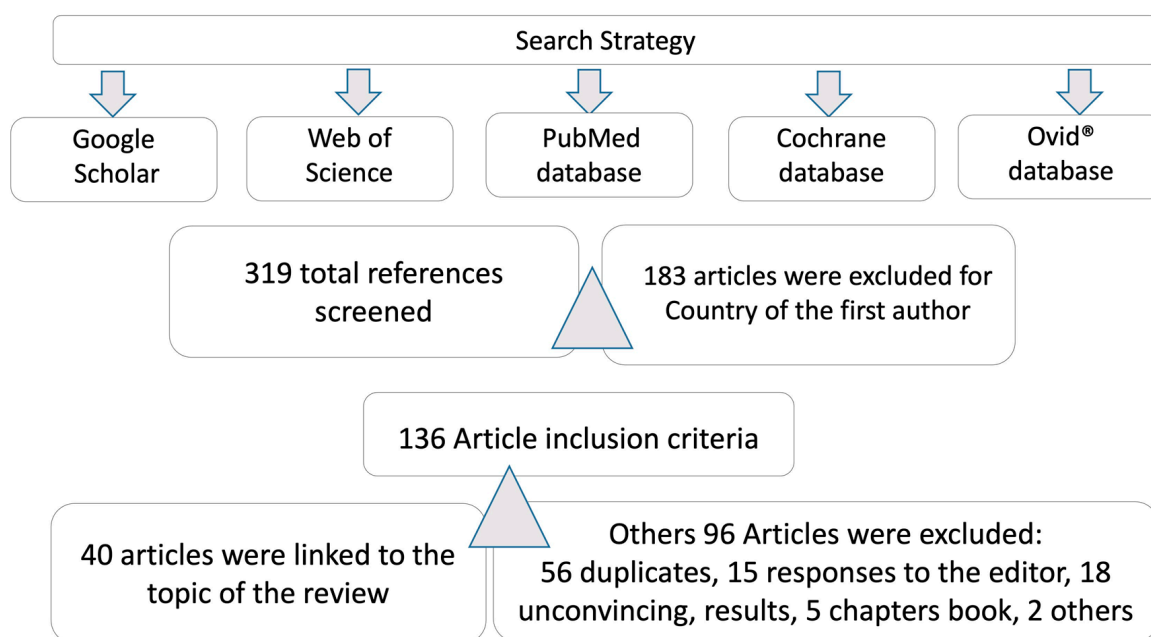 Search Strategy
Google
Scholar
Web of
Science
PubMed
database
Cochrane
database
Ovid®
database
319 total references
screened
183 articles were excluded for
Country of the first author
136 Article inclusion criteria
40 articles were linked to the
topic of the review
Others 96 Articles were excluded:
56 duplicates, 15 responses to the editor, 18
unconvincing, results, 5 chapters book, 2 others